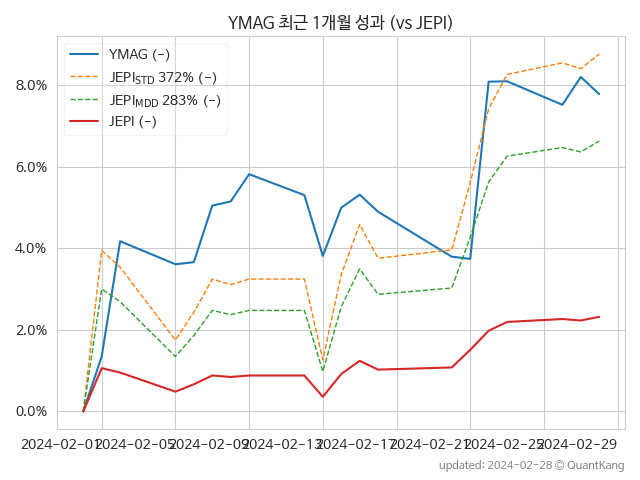 YMAG 최근 1개월 성과 (vs JEPI)
YMAG (-)
JEPISTD 372% (-)
JEPIMDD 283% (-)
JEPI (-)
8.0%
6.0%
4.0%
2.0%
0.0%
2024-02-01 2024-02-05 2024-02-09 2024-02-13 2024-02-17 2024-02-21 2024-02-25 2024-02-29
updated: 2024-02-28 © QuantKang